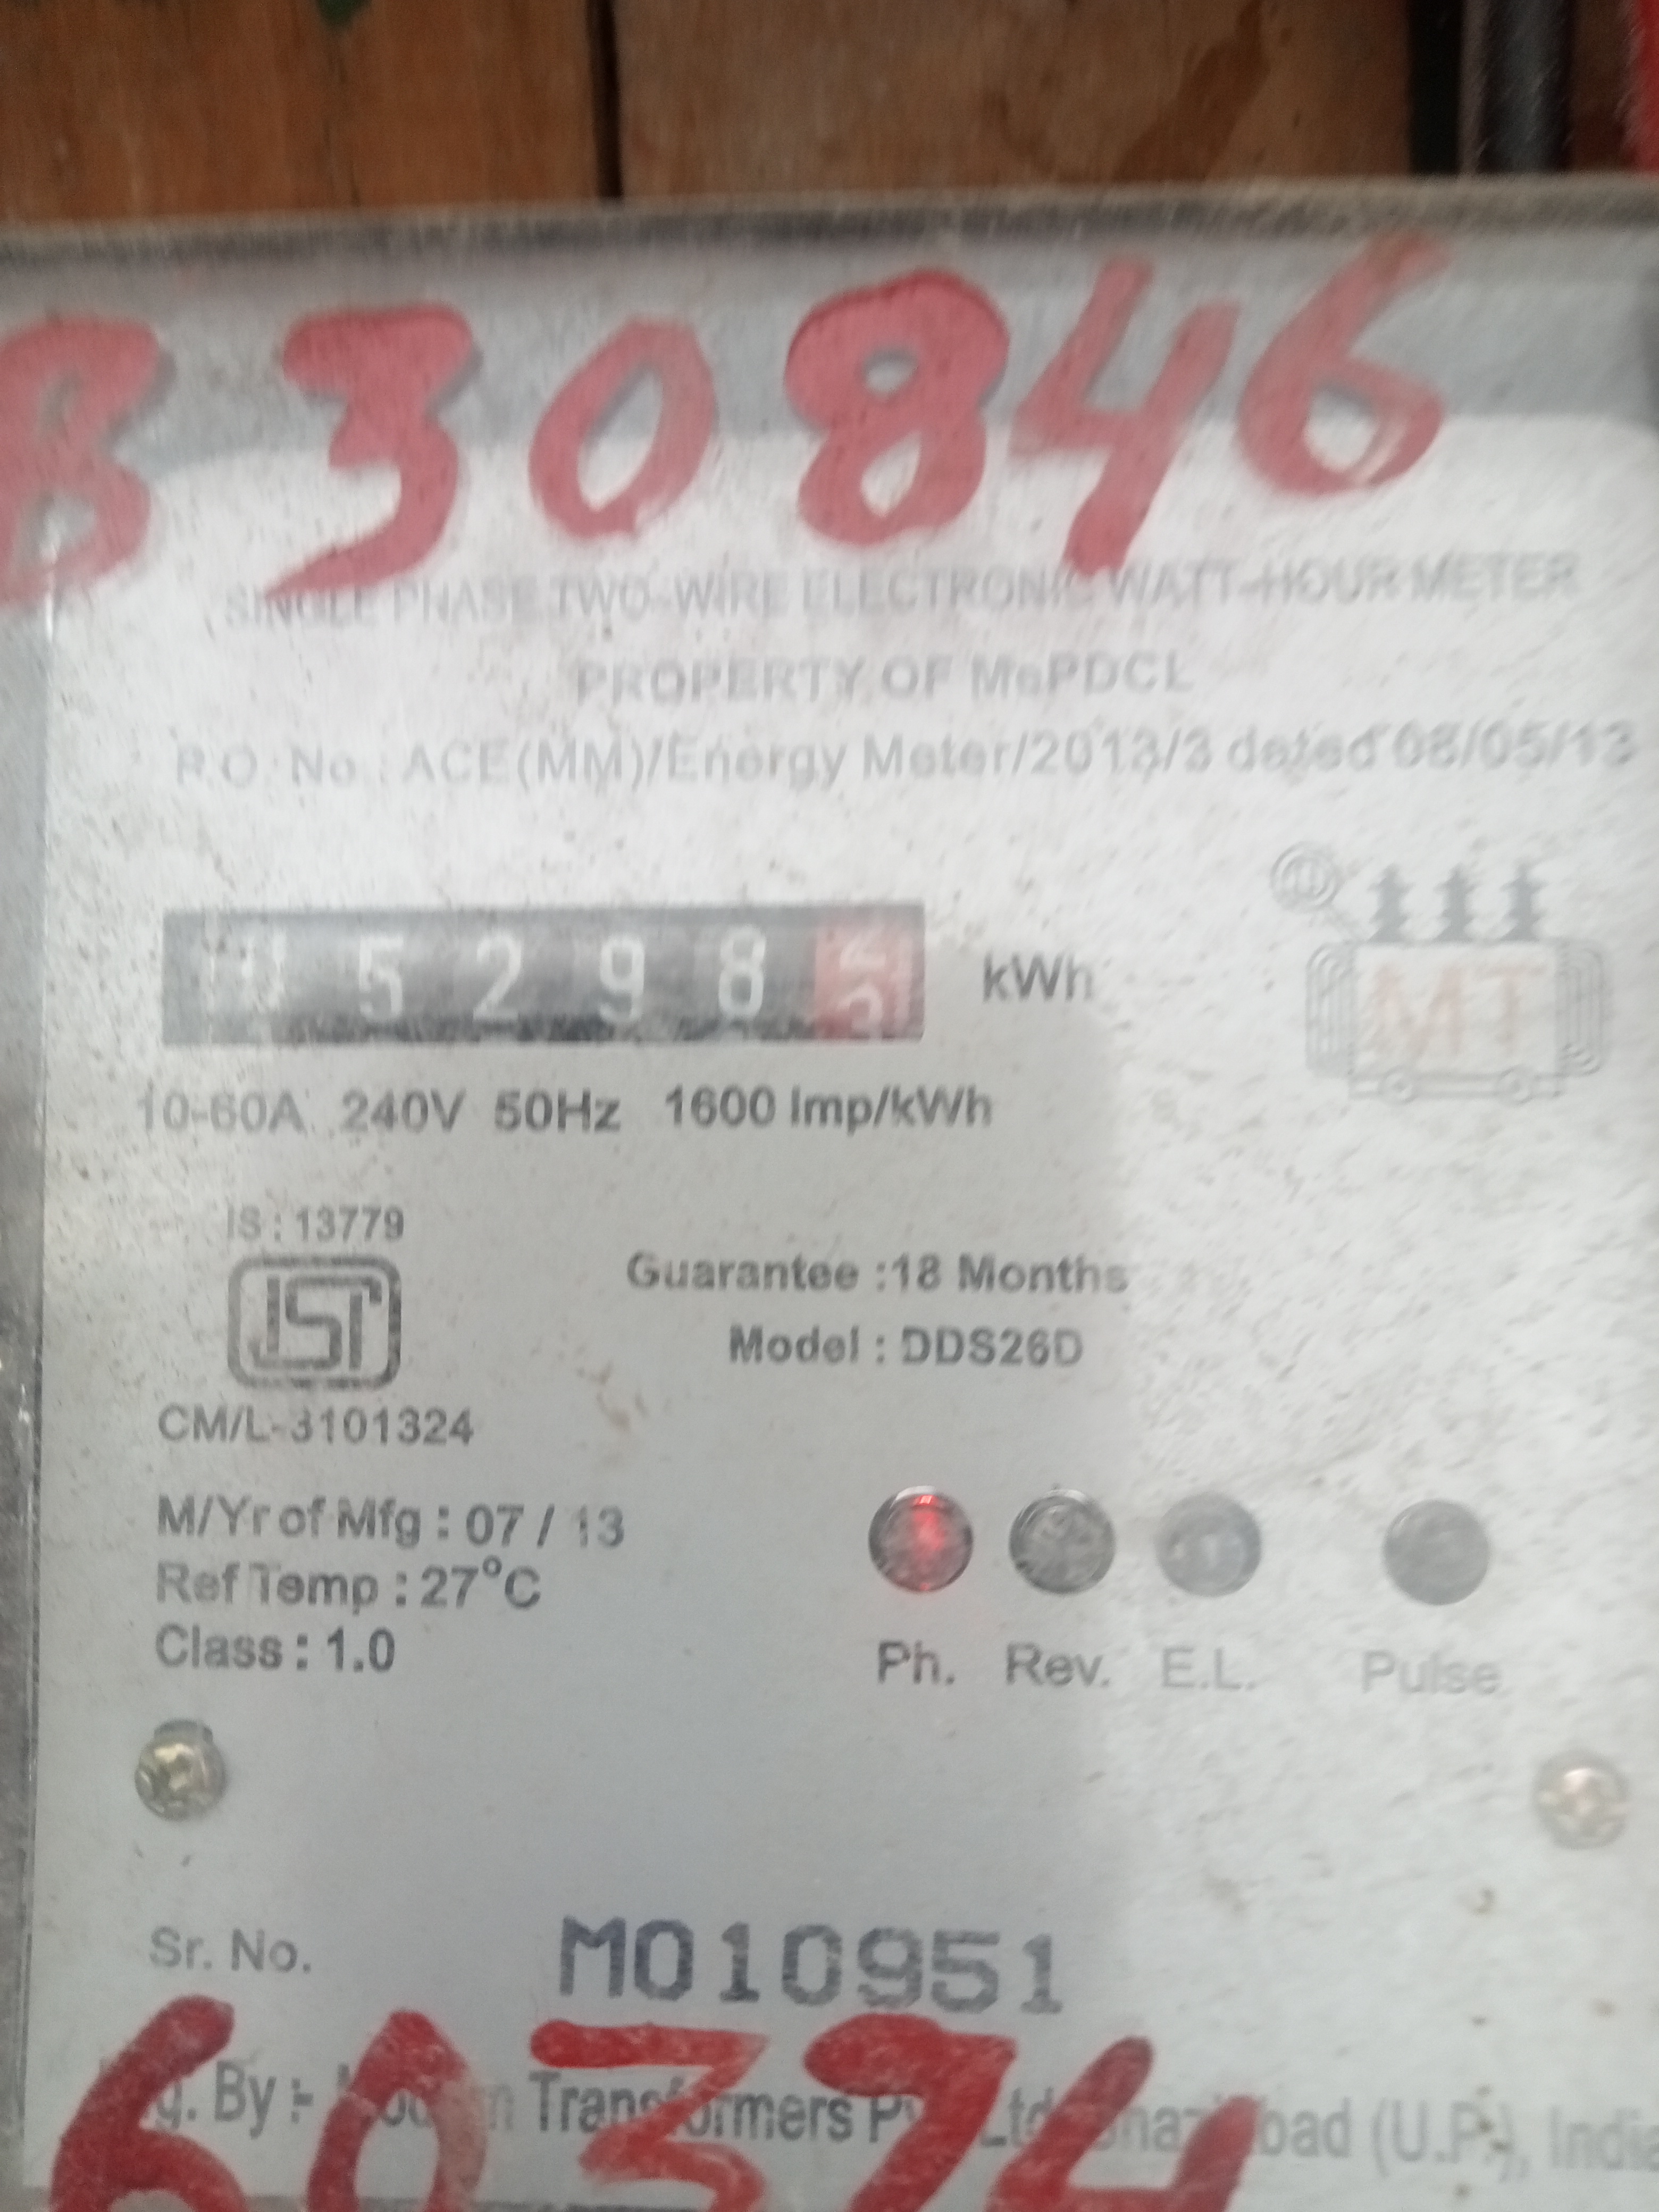 830846
SINGLE PHASE TWO-WIRE ELECTRONIC WATT-HOUR METER
PROPERTY OF MePDCL
P.O. No : ACE(MM)/Energy Meter/2013/3 dated 08/05/13
5 2 9 8
kWh
MT
10-60A 240V 50Hz 1600 Imp/kWh
IS : 13779
ISI
Guarantee :18 Months
Model : DDS26D
CM/L-3101324
M/Yr of Mfg : 07 / 13
Ref Temp : 27°C
Class : 1.0
Ph. Rev. E.L. Pulse
Sr. No. M010951
60374
By :- Transformers (U.P.), India